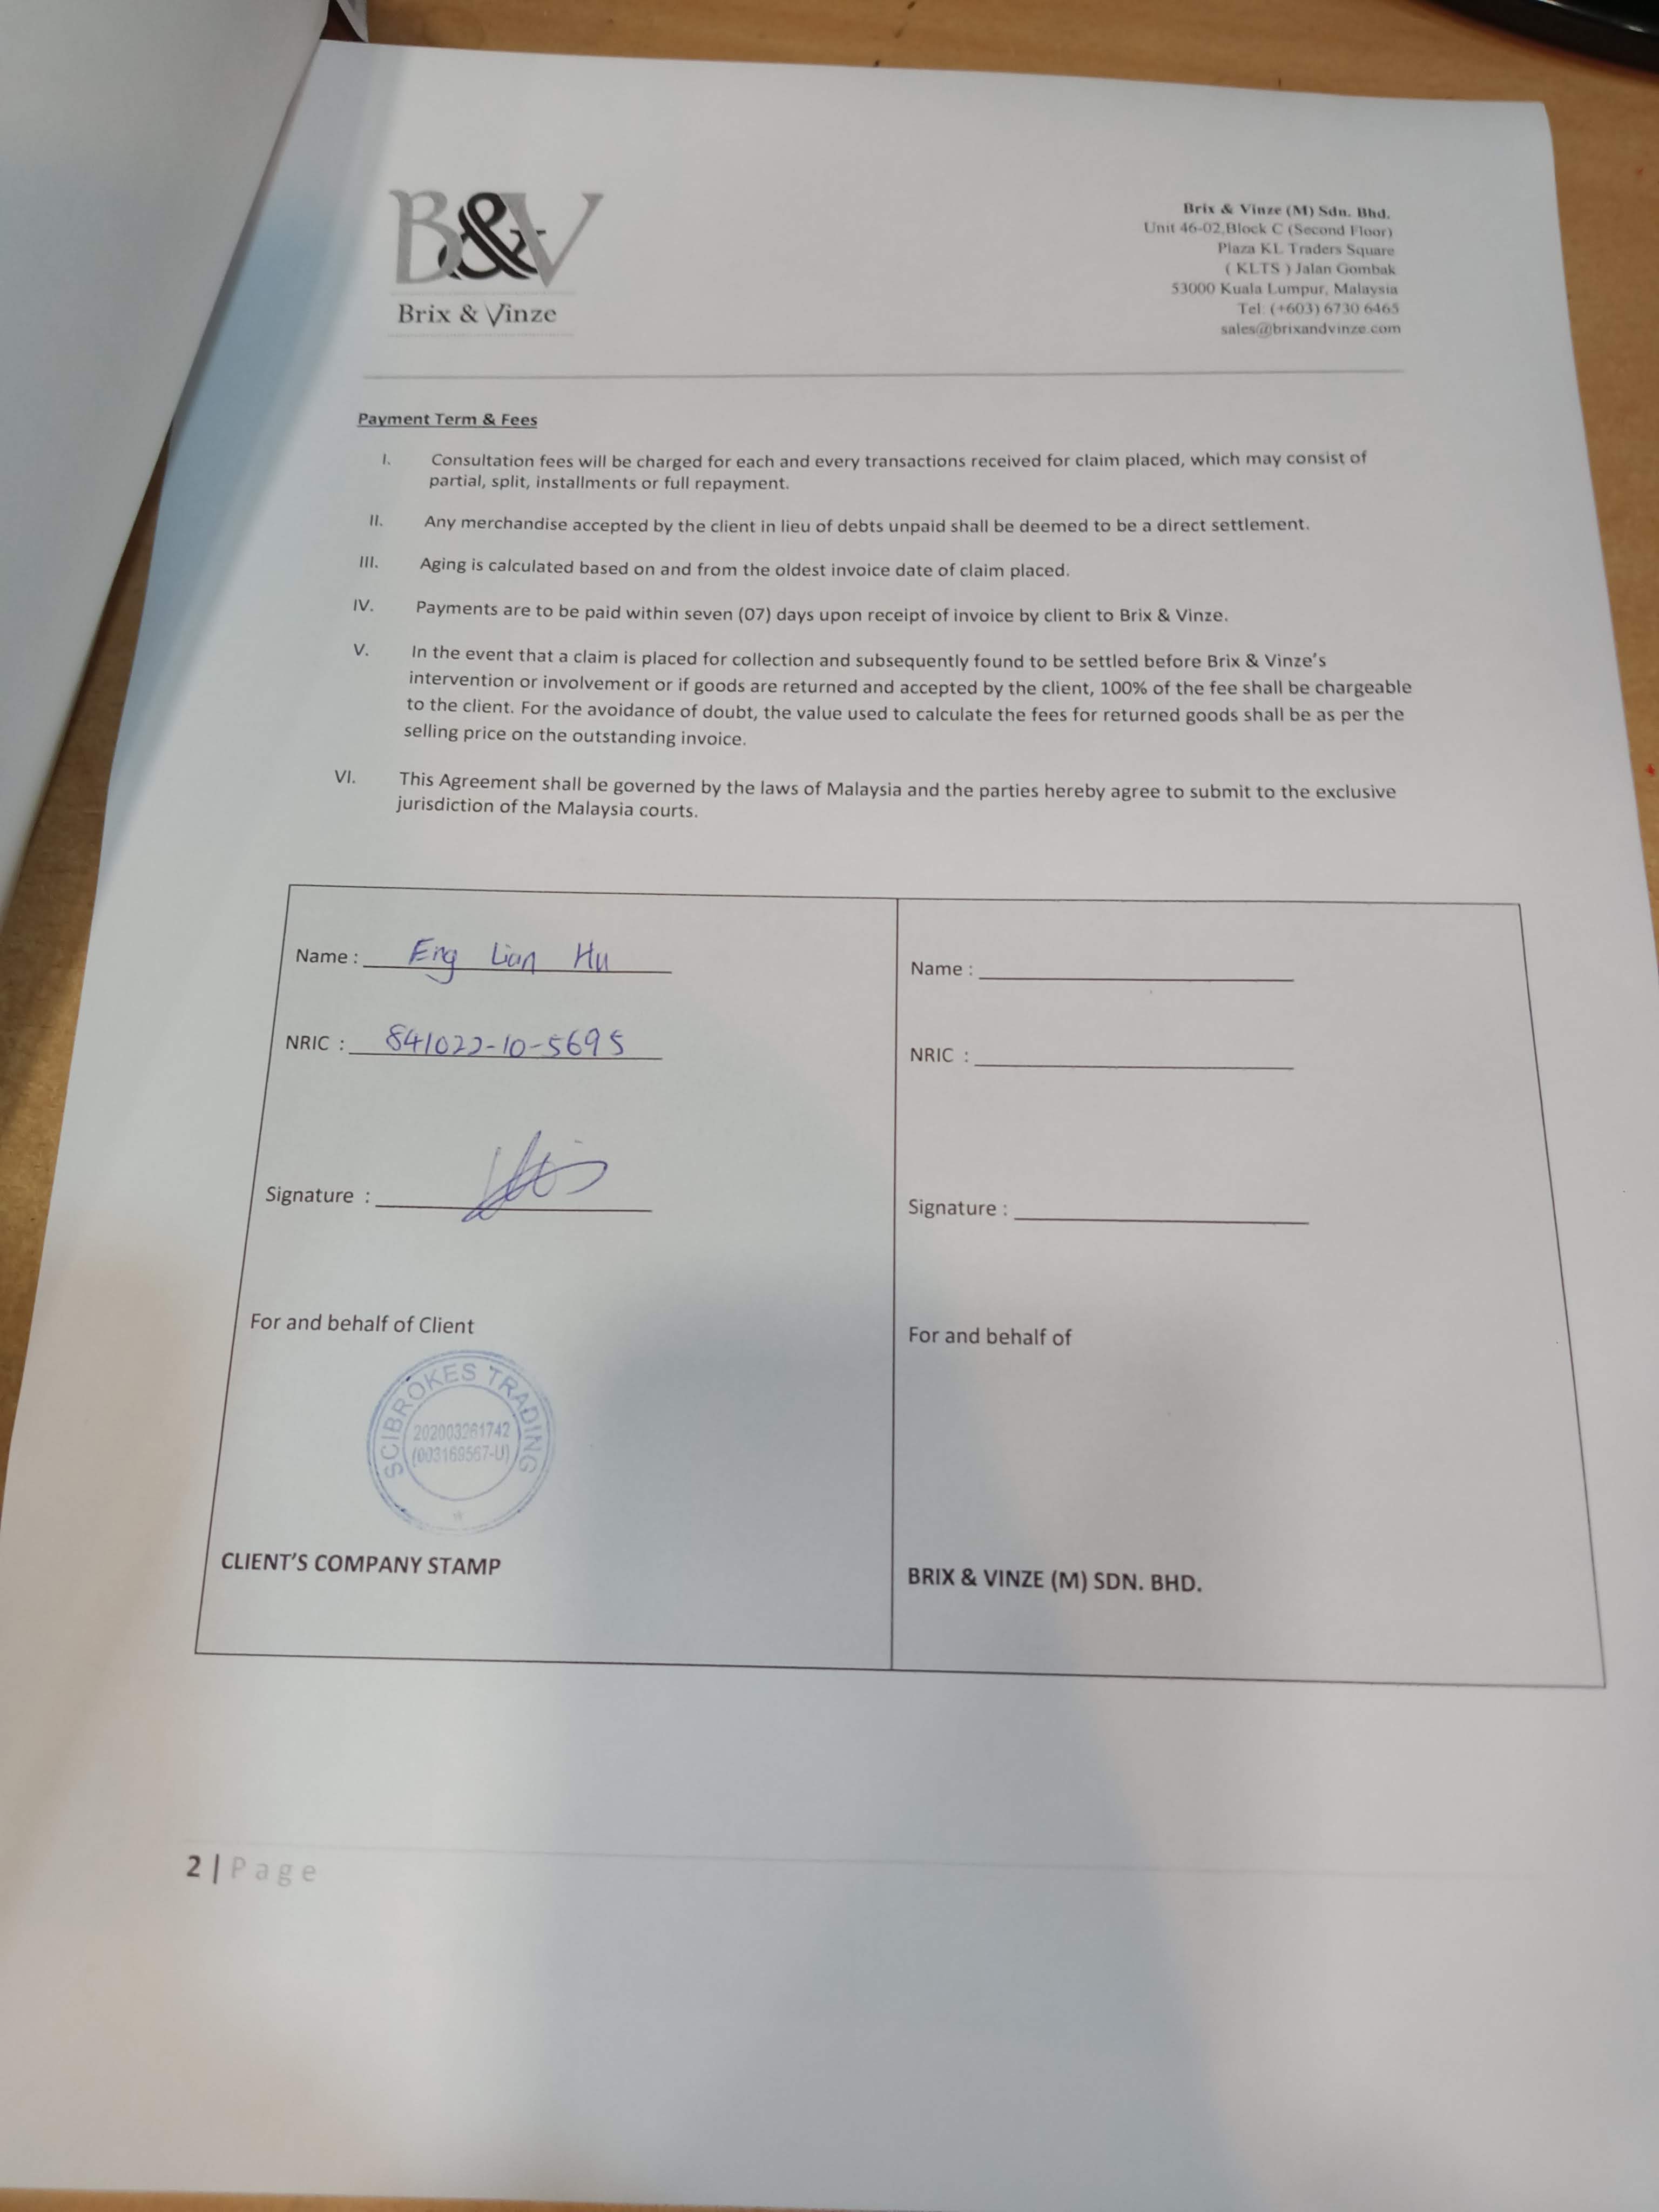 B&V
Brix & Vinze
Brix & Vinze (M) Sdn. Bhd.
Unit 46-02,Block C (Second Floor)
Plaza KL Traders Square
( KLTS ) Jalan Gombak
53000 Kuala Lumpur, Malaysia
Tel: (+603) 6730 6465
sales@brixandvinze.com
Payment Term & Fees
I. Consultation fees will be charged for each and every transactions received for claim placed, which may consist of
partial, split, installments or full repayment.
II. Any merchandise accepted by the client in lieu of debts unpaid shall be deemed to be a direct settlement.
III. Aging is calculated based on and from the oldest invoice date of claim placed.
IV. Payments are to be paid within seven (07) days upon receipt of invoice by client to Brix & Vinze.
V. In the event that a claim is placed for collection and subsequently found to be settled before Brix & Vinze's
intervention or involvement or if goods are returned and accepted by the client, 100% of the fee shall be chargeable
to the client. For the avoidance of doubt, the value used to calculate the fees for returned goods shall be as per the
selling price on the outstanding invoice.
VI. This Agreement shall be governed by the laws of Malaysia and the parties hereby agree to submit to the exclusive
jurisdiction of the Malaysia courts.
Name : Eng Lian Hu
NRIC : 841022-10-5695
Signature :
For and behalf of Client
SCIBROKES TRADING
202003261742
(003169567-U)
CLIENT'S COMPANY STAMP
Name :
NRIC :
Signature :
For and behalf of
BRIX & VINZE (M) SDN. BHD.
2 | Page